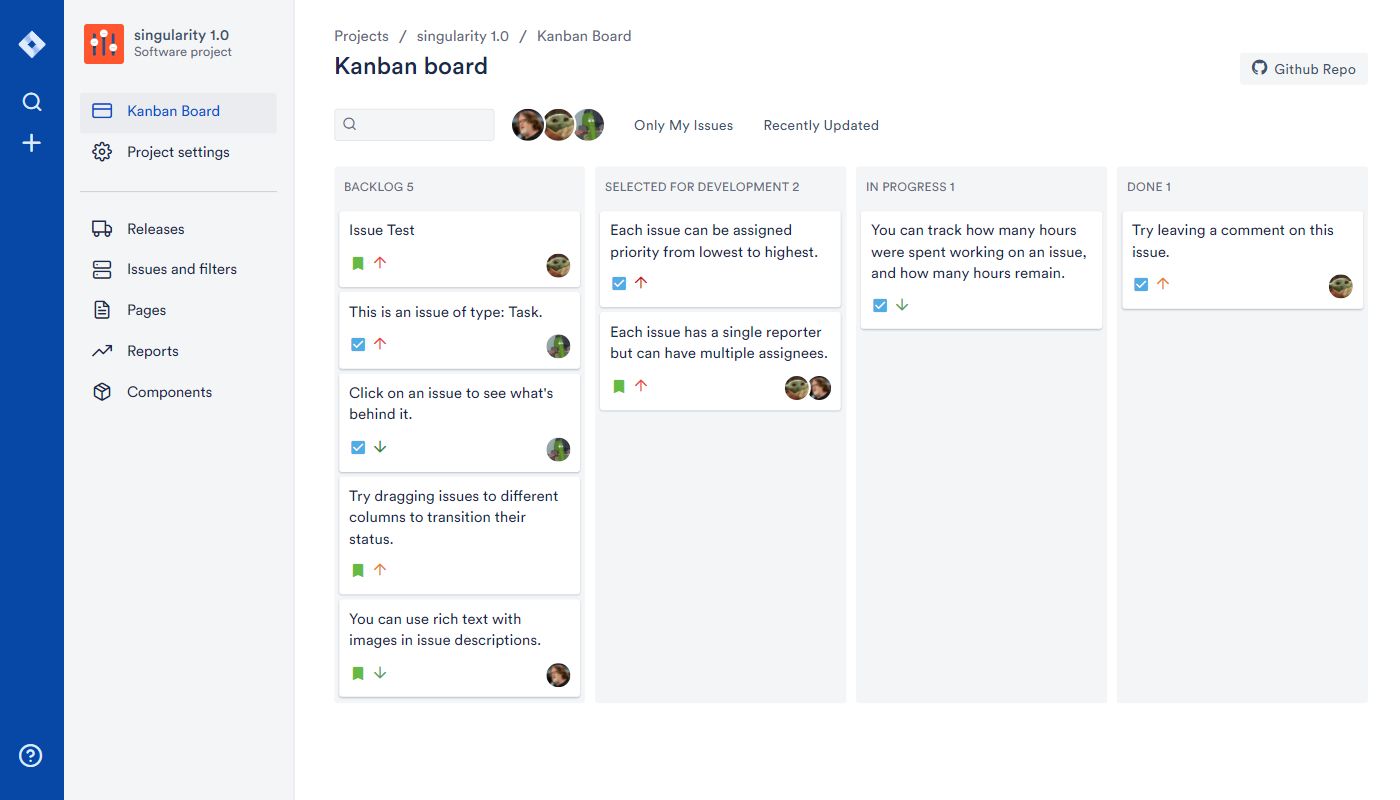 singularity 1.0
Software project
Kanban Board
Project settings
Releases
Issues and filters
Pages
Reports
Components
Projects / singularity 1.0 / Kanban Board
Kanban board
Github Repo
Only My Issues
Recently Updated
BACKLOG 5
Issue Test
This is an issue of type: Task.
Click on an issue to see what's
behind it.
Try dragging issues to different
columns to transition their
status.
You can use rich text with
images in issue descriptions.
SELECTED FOR DEVELOPMENT 2
Each issue can be assigned
priority from lowest to highest.
Each issue has a single reporter
but can have multiple assignees.
IN PROGRESS 1
You can track how many hours
were spent working on an issue,
and how many hours remain.
DONE 1
Try leaving a comment on this
issue.